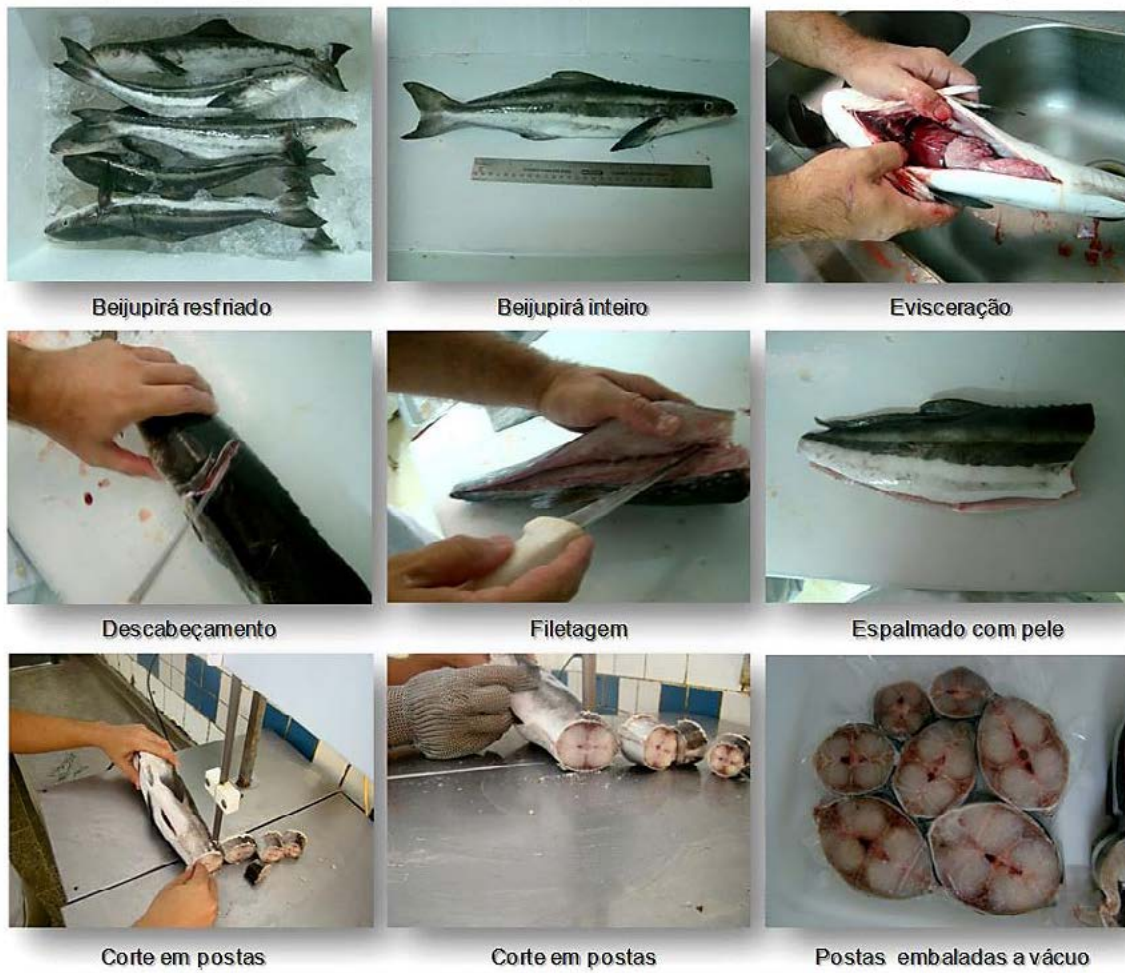 Beijupirá resfriado
Beijupirá inteiro
Evisceração
Descabeçamento
Filetagem
Espalmado com pele
Corte em postas
Corte em postas
Postas embaladas a vácuo